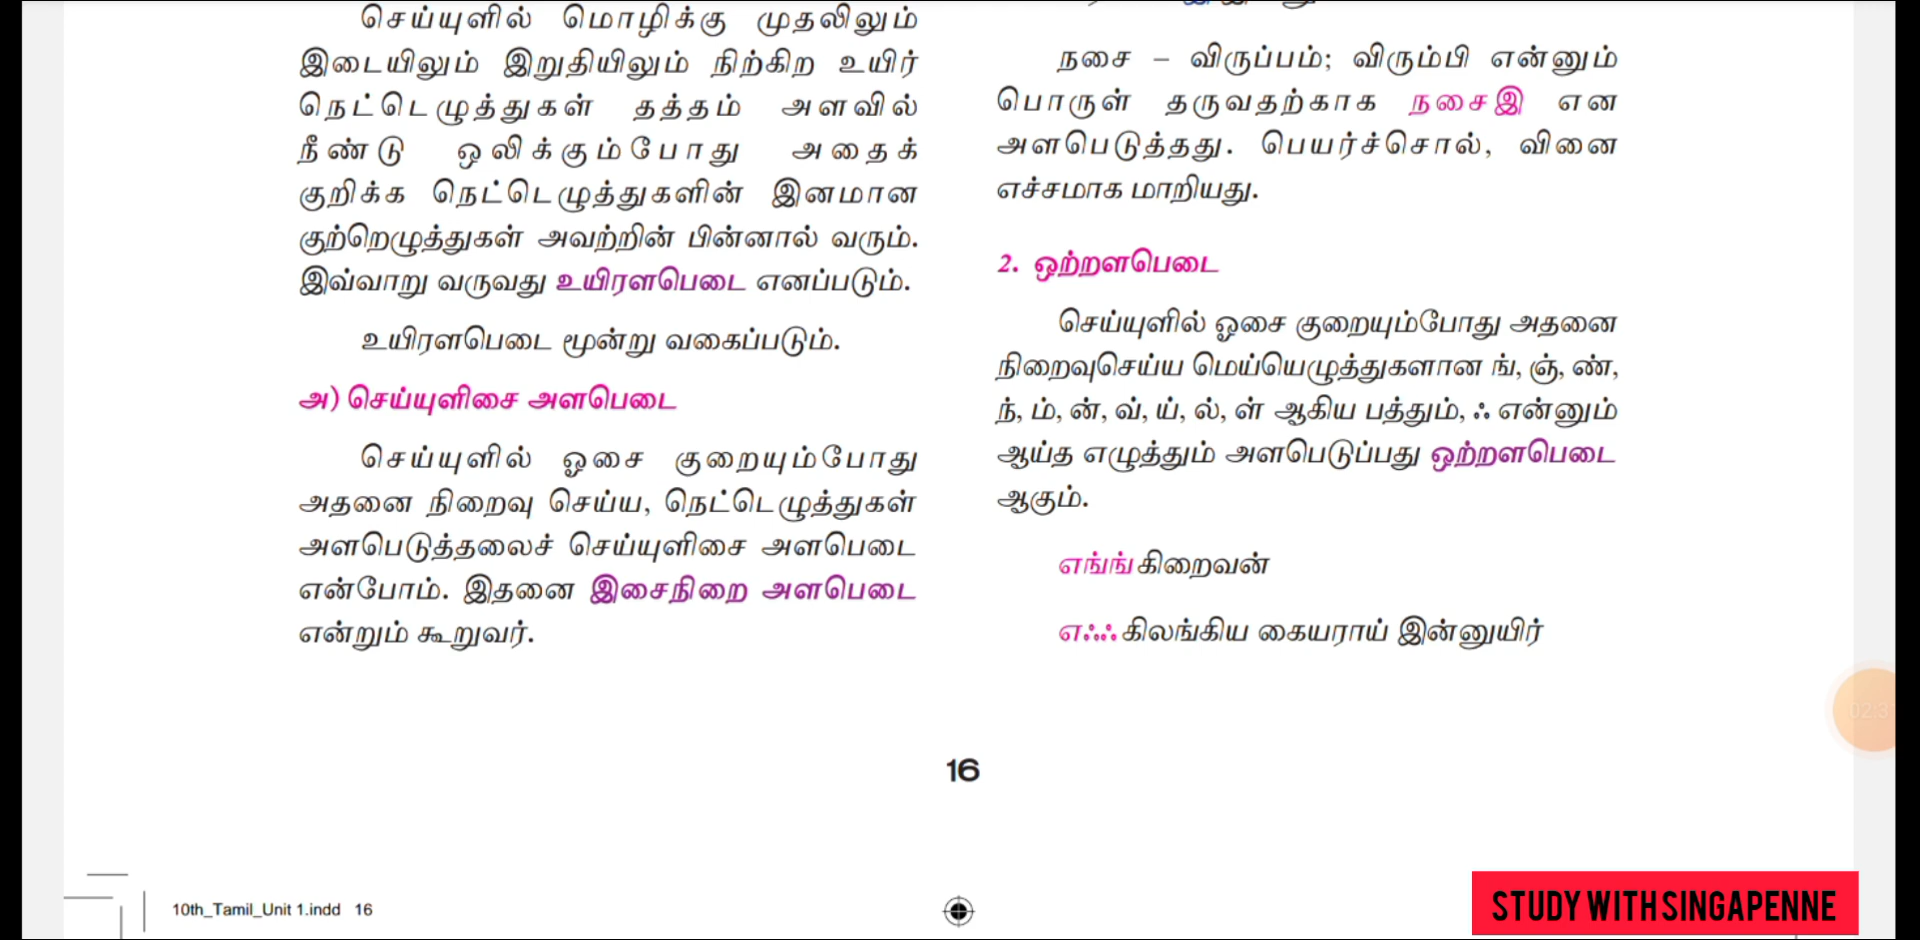 செய்யுளில் மொழிக்கு முதலிலும்
இடையிலும் இறுதியிலும் நிற்கிற உயிர்
நெட்டெழுத்துகள் தத்தம் அளவில்
நீண்டு ஒலிக்கும்போது அதைக்
குறிக்க நெட்டெழுத்துகளின் இனமான
குற்றெழுத்துகள் அவற்றின் பின்னால் வரும்.
இவ்வாறு வருவது உயிரளபெடை எனப்படும்.
உயிரளபெடை மூன்று வகைப்படும்.
அ) செய்யுளிசை அளபெடை
செய்யுளில் ஓசை குறையும்போது
அதனை நிறைவு செய்ய, நெட்டெழுத்துகள்
அளபெடுத்தலைச் செய்யுளிசை அளபெடை
என்போம். இதனை இசைநிறை அளபெடை
என்றும் கூறுவர்.
நசை – விருப்பம்; விரும்பி என்னும்
பொருள் தருவதற்காக நசைஇ என
அளபெடுத்தது. பெயர்ச்சொல், வினை
எச்சமாக மாறியது.
2. ஒற்றளபெடை
செய்யுளில் ஓசை குறையும்போது அதனை
நிறைவுசெய்ய மெய்யெழுத்துகளான ங், ஞ், ண்,
ந், ம், ன், வ், ய், ல், ள் ஆகிய பத்தும், ஃ என்னும்
ஆய்த எழுத்தும் அளபெடுப்பது ஒற்றளபெடை
ஆகும்.
எங்ங்கிறைவன்
எஃஃகிலங்கிய கையராய் இன்னுயிர்
16
10th_Tamil_Unit 1.indd 16
STUDY WITH SINGAPENNE